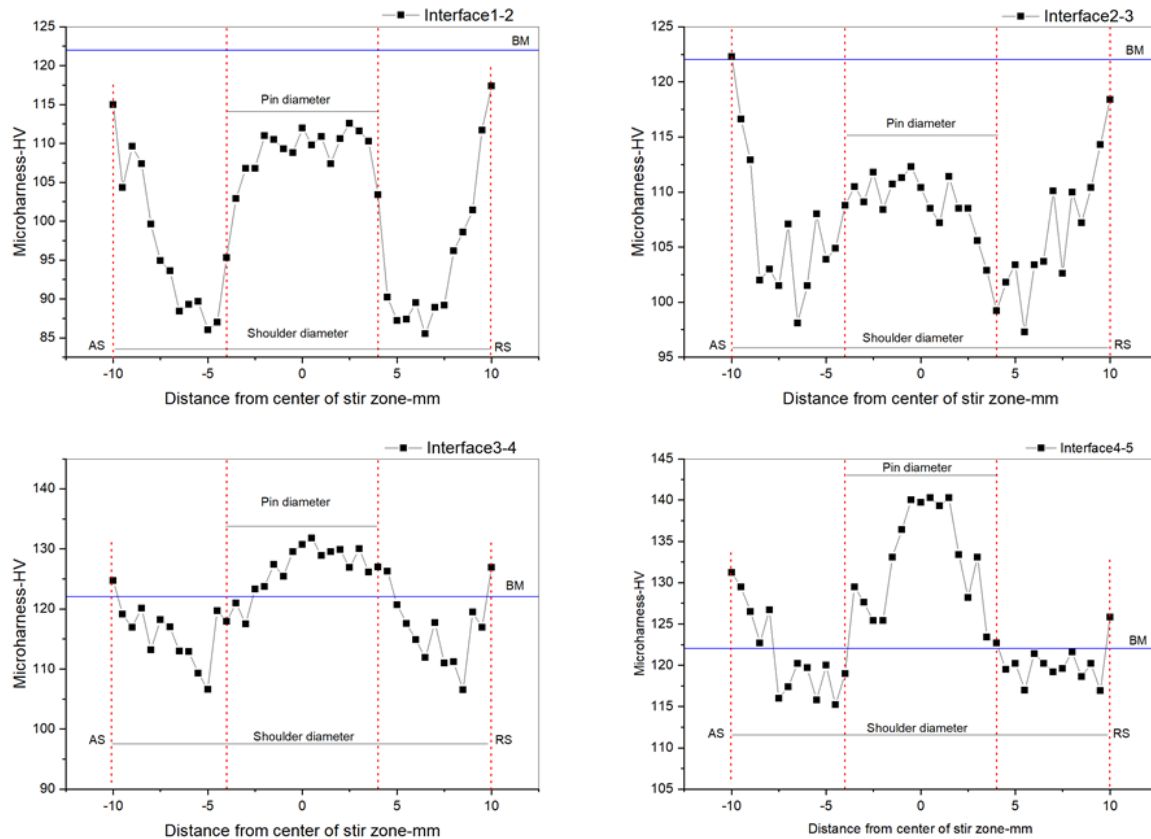 Interface1-2
125
120
115
110
105
100
95
90
85
Microharness-HV
BM
Pin diameter
Shoulder diameter
AS
RS
-10
-5
0
5
10
Distance from center of stir zone-mm
Interface2-3
125
120
115
110
105
100
95
Microharness-HV
BM
Pin diameter
Shoulder diameter
AS
RS
-10
-5
0
5
10
Distance from center of stir zone-mm
Interface3-4
140
130
120
110
100
90
Microharness-HV
BM
Pin diameter
Shoulder diameter
AS
RS
-10
-5
0
5
10
Distance from center of stir zone-mm
Interface4-5
145
140
135
130
125
120
115
110
105
Microharness-HV
BM
Pin diameter
Shoulder diameter
AS
RS
-10
-5
0
5
10
Distance from center of stir zone-mm